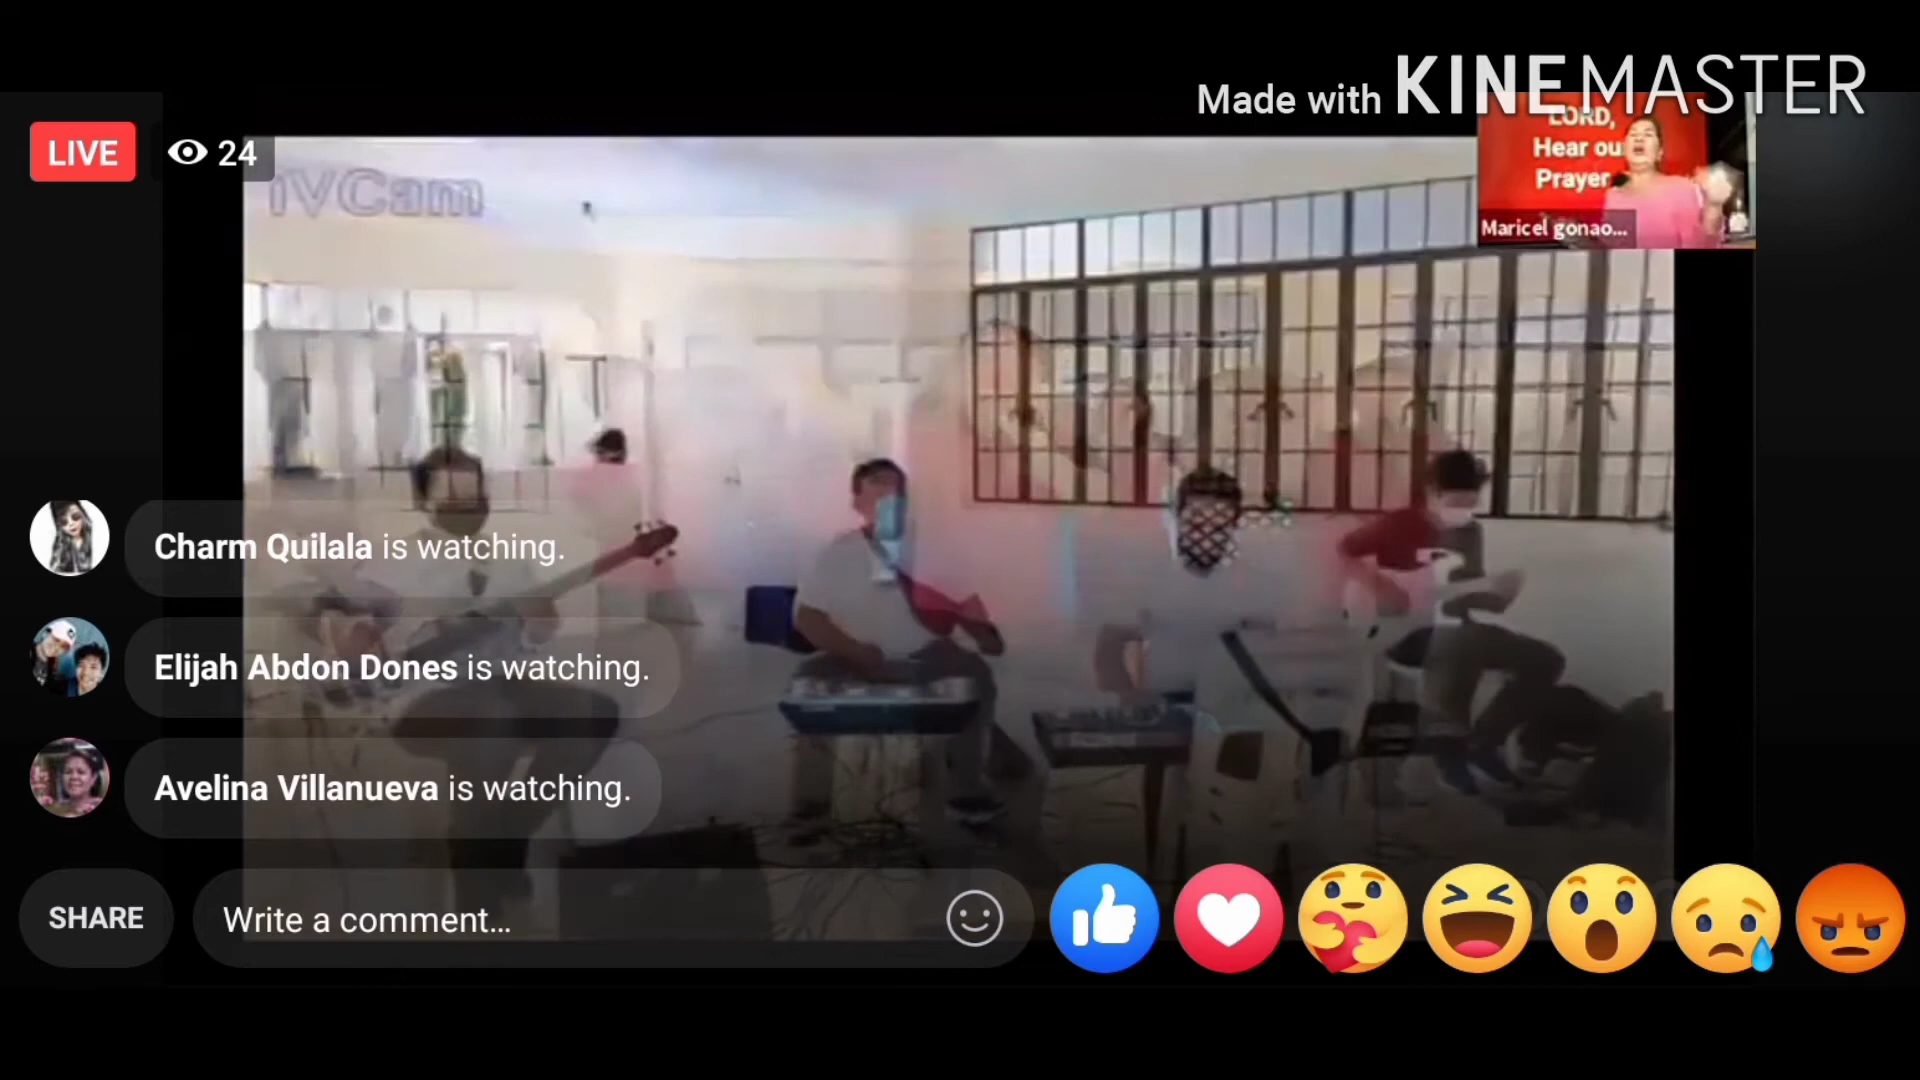 Made with KINEMASTER
LIVE
24
iVCam
LORD,
Hear ou
Prayer
Maricel gonao...
Charm Quilala is watching.
Elijah Abdon Dones is watching.
Avelina Villanueva is watching.
SHARE
Write a comment...